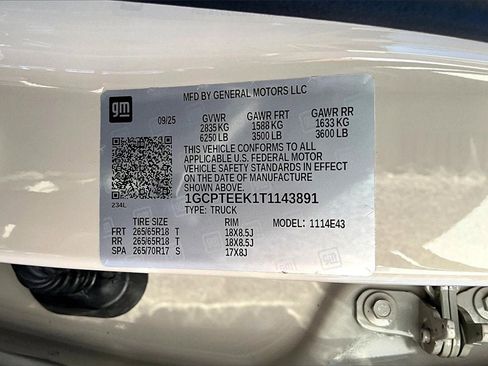 MFD BY GENERAL MOTORS LLC
gm
09/25 GVWR GAWR FRT GAWR RR
2835 KG 1588 KG 1633 KG
6250 LB 3500 LB 3600 LB
THIS VEHICLE CONFORMS TO ALL
APPLICABLE U.S. FEDERAL MOTOR
VEHICLE SAFETY STANDARDS IN EFFECT
ON THE DATE OF MANUFACTURE
SHOWN ABOVE.
234L
1GCPTEEK1T1143891
TYPE: TRUCK MODEL: 1114E43
TIRE SIZE RIM
FRT 265/65R18 T 18X8.5J
RR 265/65R18 T 18X8.5J
SPA 265/70R17 S 17X8J